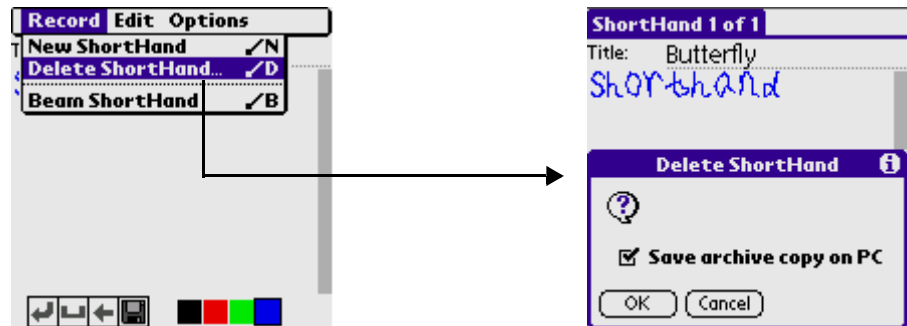 Record Edit Options
New ShortHand ⁄N
Delete ShortHand... ⁄D
Beam ShortHand ⁄B
ShortHand 1 of 1
Title: Butterfly
Shorthand
Delete ShortHand
Save archive copy on PC
OK Cancel